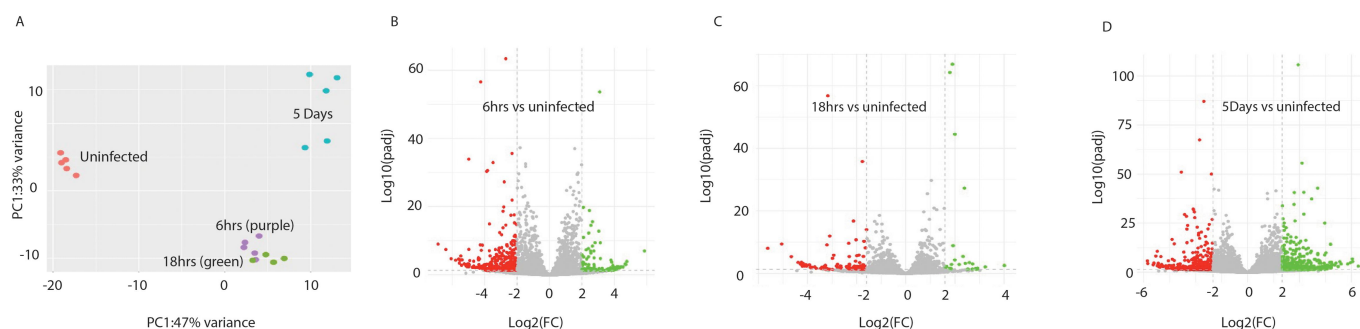 A
PC1:33% variance
10
0
-10
-20
-10
0
10
PC1:47% variance
Uninfected
5 Days
6hrs (purple)
18hrs (green)
B
Log10(padj)
60
40
20
0
-4
-2
0
2
4
Log2(FC)
6hrs vs uninfected
C
Log10(padj)
60
40
20
0
-4
-2
0
2
4
Log2(FC)
18hrs vs uninfected
D
Log10(padj)
100
75
50
25
0
-6
-4
-2
0
2
4
6
Log2(FC)
5Days vs uninfected